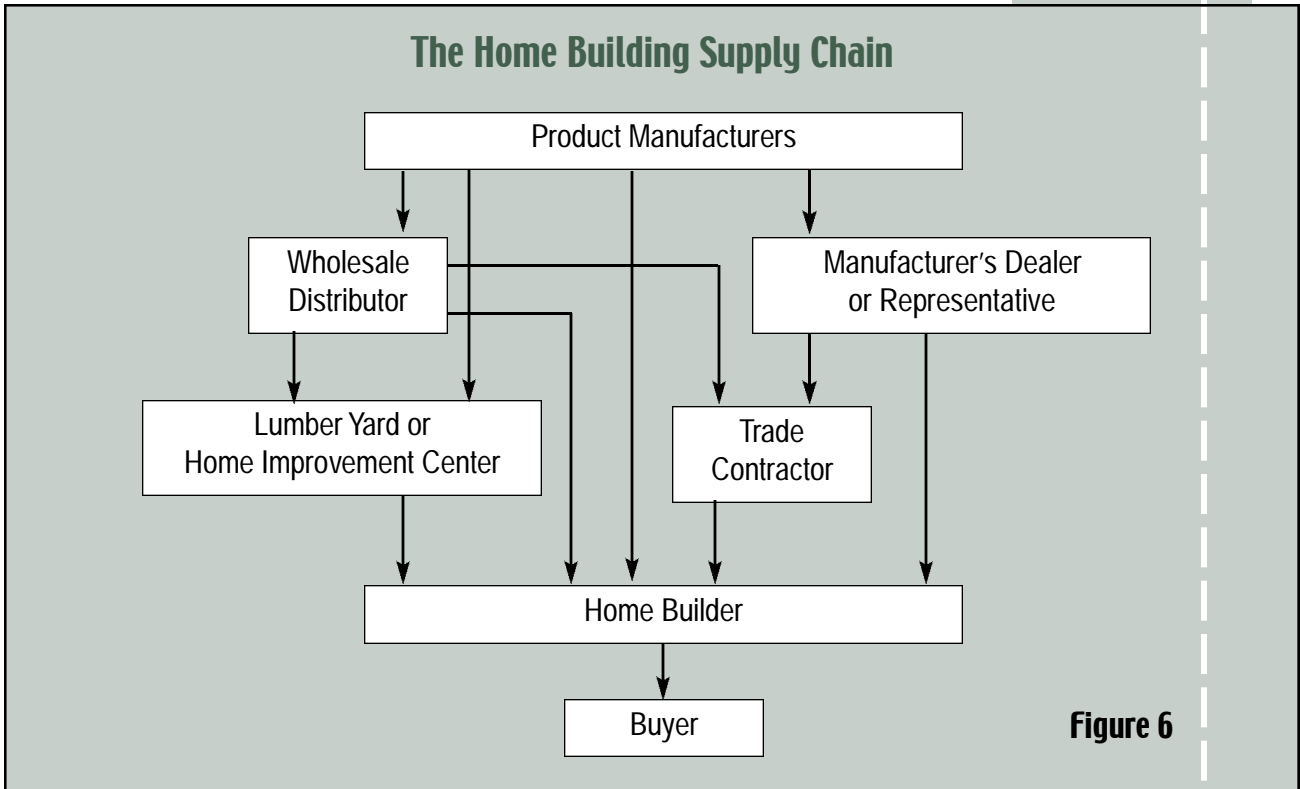 The Home Building Supply Chain
Product Manufacturers
Wholesale
Distributor
Manufacturer's Dealer
or Representative
Lumber Yard or
Home Improvement Center
Trade
Contractor
Home Builder
Buyer
Figure 6